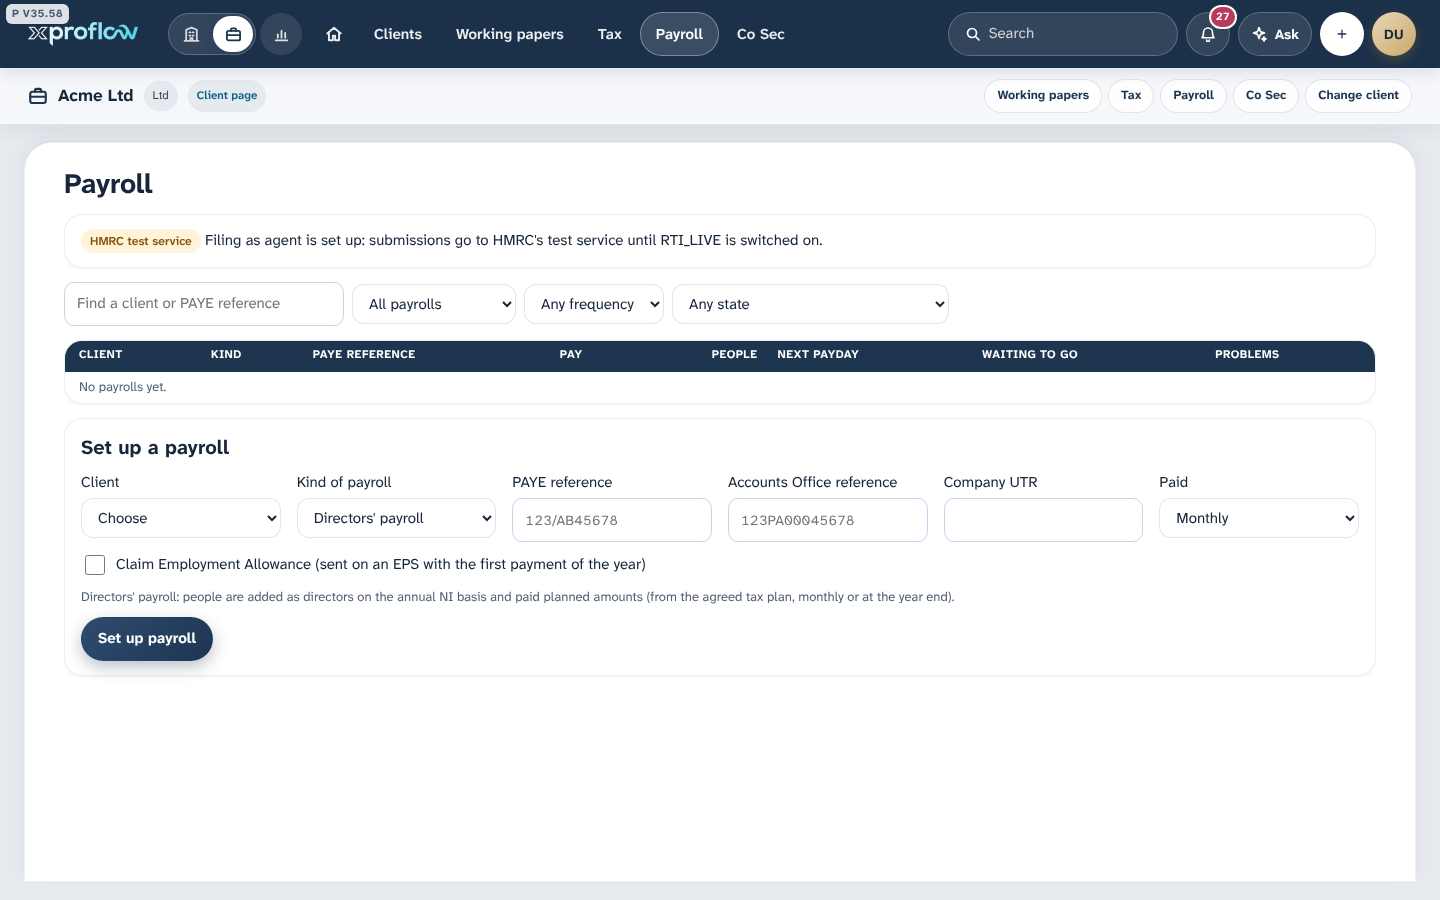 P V35.58
xproflow
Clients
Working papers
Tax
Payroll
Co Sec
Search
27
Ask
+
DU
Acme Ltd
Ltd
Client page
Working papers
Tax
Payroll
Co Sec
Change client
Payroll
HMRC test service Filing as agent is set up: submissions go to HMRC's test service until RTI_LIVE is switched on.
Find a client or PAYE reference
All payrolls
Any frequency
Any state
CLIENT KIND PAYE REFERENCE PAY PEOPLE NEXT PAYDAY WAITING TO GO PROBLEMS
No payrolls yet.
Set up a payroll
Client Kind of payroll PAYE reference Accounts Office reference Company UTR Paid
Choose Directors' payroll 123/AB45678 123PA00045678 Monthly
Claim Employment Allowance (sent on an EPS with the first payment of the year)
Directors' payroll: people are added as directors on the annual NI basis and paid planned amounts (from the agreed tax plan, monthly or at the year end).
Set up payroll